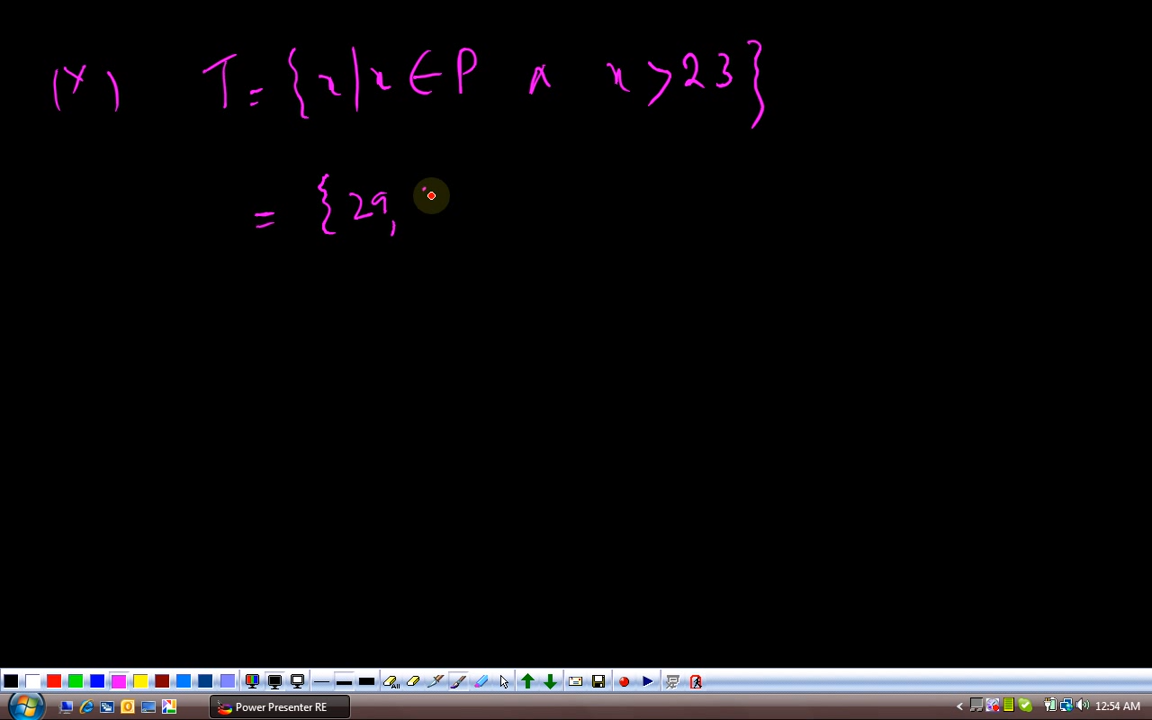 (x) T = {x|x ∈ P ∧ x > 23}
= {29,
Power Presenter RE
12:54 AM